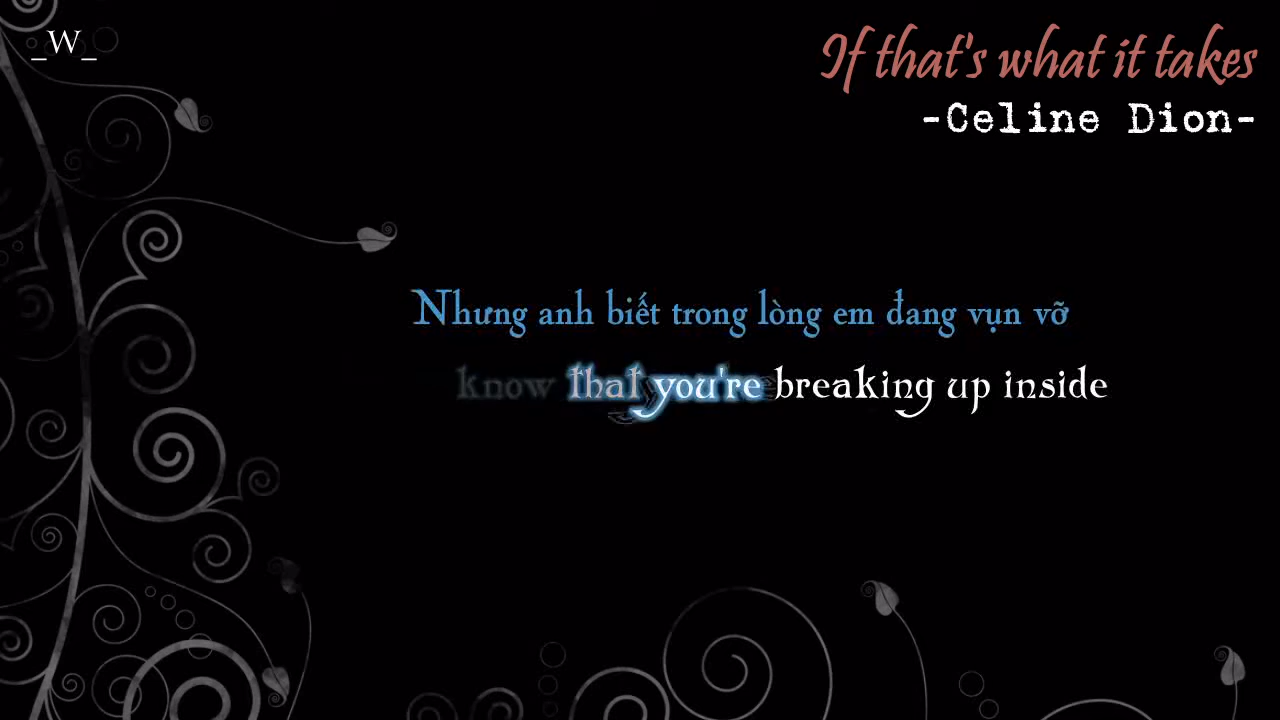 _W_
If that's what it takes
-Celine Dion-
Nhưng anh biết trong lòng em đang vụn vỡ
know that you're breaking up inside